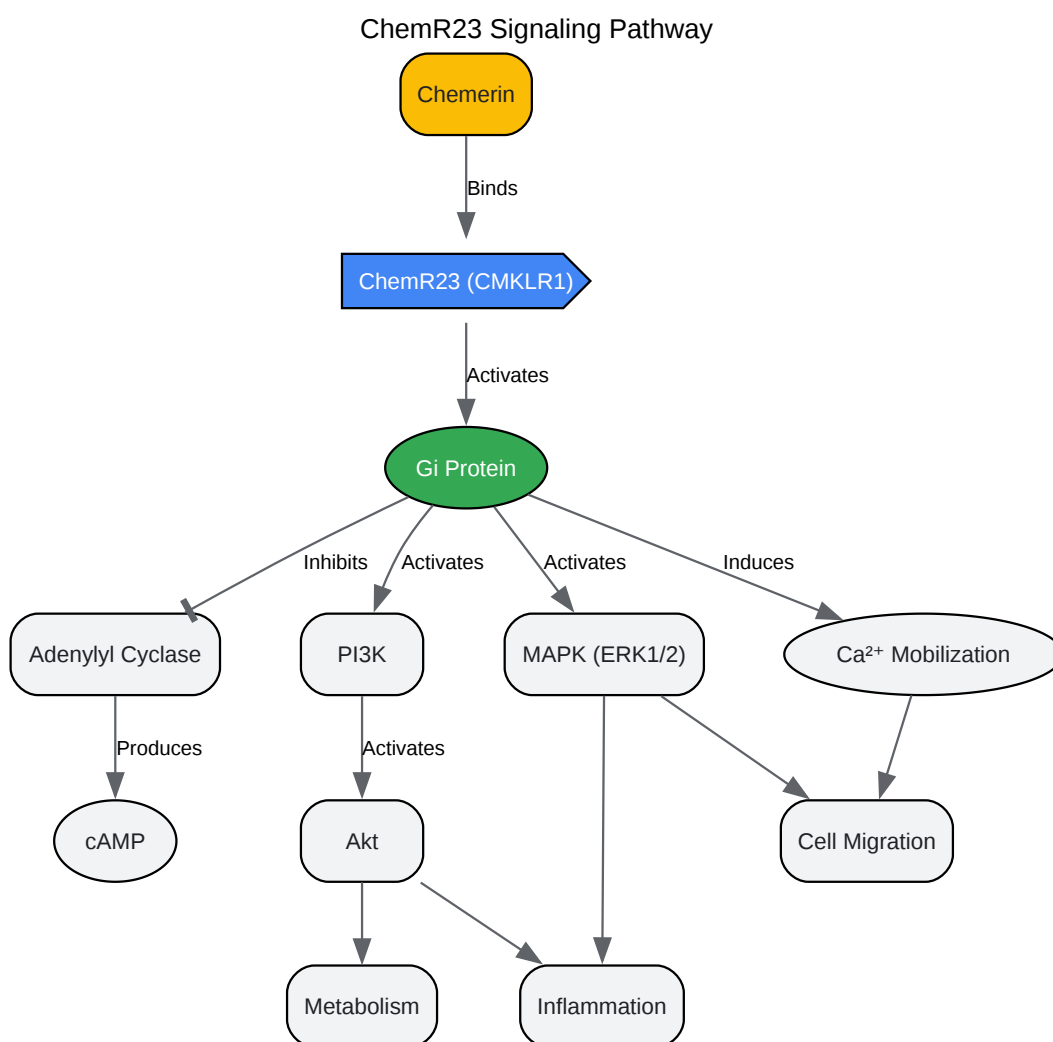 ChemR23 Signaling Pathway
Chemerin
Binds
ChemR23 (CMKLR1)
Activates
Gi Protein
Inhibits
Activates
Activates
Induces
Adenylyl Cyclase
PI3K
MAPK (ERK1/2)
Ca²⁺ Mobilization
Produces
Activates
cAMP
Akt
Cell Migration
Metabolism
Inflammation